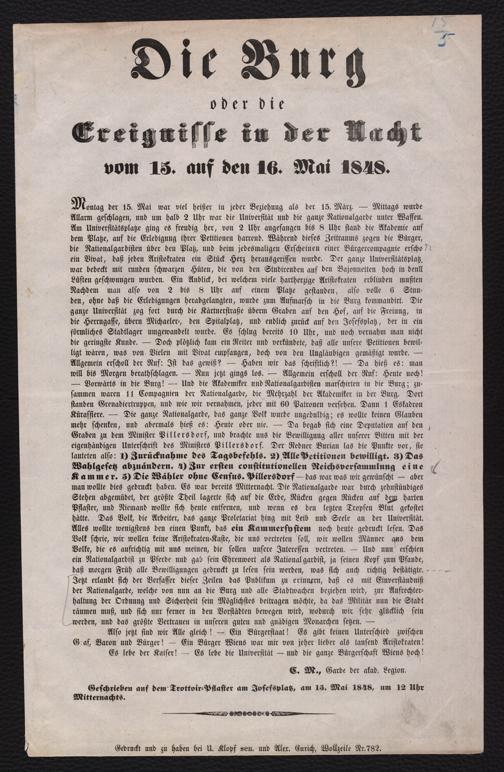 15
5
Die Burg
oder die
Ereignisse in der Nacht
vom 15. auf den 16. Mai 1848.
Montag der 15. Mai war viel heißer in jeder Beziehung als der 15. März. — Mittags wurde
Allarm geschlagen, und um halb 2 Uhr war die Universität und die ganze Nationalgarde unter Waffen.
Am Universitätsplatze ging es freudig her, von 2 Uhr angefangen bis 8 Uhr stand die Akademie auf
dem Platze, auf die Erledigung ihrer Petitionen harrend. Während dieses Zeitraums zogen die Bürger,
die Nationalgarden über den Platz, und beim jedesmaligen Erscheinen einer Bürgercompagnie erscho
ein Vivat, daß jeden Aristokraten ein Stück Herz herausgerissen wurde. Der ganze Universitätsplatz
war bedeckt mit runden schwarzen Hüten, die von den Studirenden auf den Bajonneten hoch in den
Lüften geschwungen wurden. Ein Anblick, bei welchem viele hartherzige Aristokraten erblinden mußten
Nachdem man also von 2 bis 8 Uhr auf einem Platze gestanden, also volle 6 Stun-
den, ohne daß die Erledigungen herabgelangten, wurde zum Aufmarsch in die Burg kommandirt. Die
ganze Universität zog fort durch die Kärtnerstraße übern Graben auf den Hof, auf die Freiung, in
die Herrngasse, übern Michaeler-, den Spitalplatz, und endlich zurück auf den Josefsplatz, der in ein
förmliches Stadtlager umgewandelt wurde. Es schlug bereits 10 Uhr, und noch vernahm man nicht
die geringste Kunde. — Doch plötzlich kam ein Reiter und verkündete, daß alle unsere Petitionen bewil-
ligt wären, was von Vielen mit Vivat empfangen, doch von den Ungläubigen gemäßigt wurde. —
Allgemein erscholl der Ruf: Ist das gewiß? — Haben wir das schriftlich?! — Da hieß es: man
will bis Morgen berathschlagen. — Nun jetzt gings los. — Allgemein erscholl der Ruf: Heute noch!
— Vorwärts in die Burg! — Und die Akademiker und Nationalgardisten marschirten in die Burg; zu-
sammen waren 11 Compagnien der Nationalgarde, die Mehrzahl der Akademiker in der Burg. Dort
standen Grenadiere, und wie wir vernahmen, jeder mit 60 Patronen versehen. Dann 1 Eskadron
Kürassiere. — Die ganze Nationalgarde, das ganze Volk wurde ungeduldig; es wollte keinen Glauben
mehr schenken, und abermals hieß es: Heute oder nie. — Da begab sich eine Deputation auf den
Graben zu dem Minister Pillersdorf, und brachte uns die Bewilligung aller unserer Bitten mit der
eigenhändigen Unterschrift des Ministers Pillersdorf. Der Redner Burian las die Punkte vor, sie
lauteten also: 1) Zurücknahme des Tagsbefehls. 2) Alle Petitionen bewilligt. 3) Das
Wahlgesetz abzuändern. 4) Zur ersten constitutionellen Reichsversammlung eine
Kammer. 5) Die Wähler ohne Census. Pillersdorf — das war was wir gewünscht — aber
man wollte dies gedruckt haben. Es war bereits Mitternacht. Die Nationalgarde war durch zehnstündiges
Stehen abgemüdet, der größte Theil lagerte sich auf die Erde, Rücken gegen Rücken auf dem harten
Pflaster, und Niemand wollte sich heute entfernen, und wenn es den letzten Tropfen Blut gekostet
hätte. Das Volk, die Arbeiter, das ganze Proletariat hing mit Leib und Seele an der Universität.
Alles wollte wenigstens den einen Punkt, das ein Kammersystem noch heute gedruckt lesen. Das
Volk schrie, wir wollen keine Aristokraten-Kaste, die uns vertreten soll, wir wollen Männer aus dem
Volke, die es aufrichtig mit uns meinen, die sollen unsere Interessen vertreten. — Und nun erschien
ein Nationalgardist zu Pferde und gab sein Ehrenwort als Nationalgardist, ja seinen Kopf zum Pfande,
daß morgen Früh alle Bewilligungen gedruckt zu lesen sein werden, was sich auch richtig bestätigte.
Jetzt erlaubt sich der Verfasser dieser Zeilen das Publikum zu erinnern, daß es mit Einverständniß
der Nationalgarde, welche von nun an die Burg und alle Stadtwachen beziehen wird, zur Aufrechter-
haltung der Ordnung und Sicherheit sein Möglichstes beitragen möchte, da das Militär nun die Stadt
räumen muß, und sich nur ferner in den Vorstädten bewegen wird, wodurch wir sehr glücklich sein
werden, und das größte Vertrauen in unseren guten und gnädigen Monarchen setzen. —
Also jetzt sind wir Alle gleich! — Ein Bürgerstaat! Es gibt keinen Unterschied zwischen
Graf, Baron und Bürger! — Ein Bürger Wiens war mir von jeher lieber als tausend Aristokraten!
Es lebe der Kaiser! — Es lebe die Universität — und die ganze Bürgerschaft Wiens hoch!
C. M., Garde der akad. Legion.
Geschrieben auf dem Trottoir-Pflaster am Josefsplatz, am 15. Mai 1848, um 12 Uhr
Mitternachts.
Gedruckt und zu haben bei U. Klopf sen. und Alex. Eurich, Wollzeile Nr. 782.